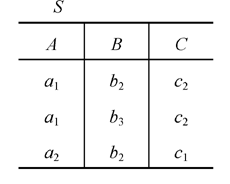 S
A B C
a₁ b₂ c₂
a₁ b₃ c₂
a₂ b₂ c₁